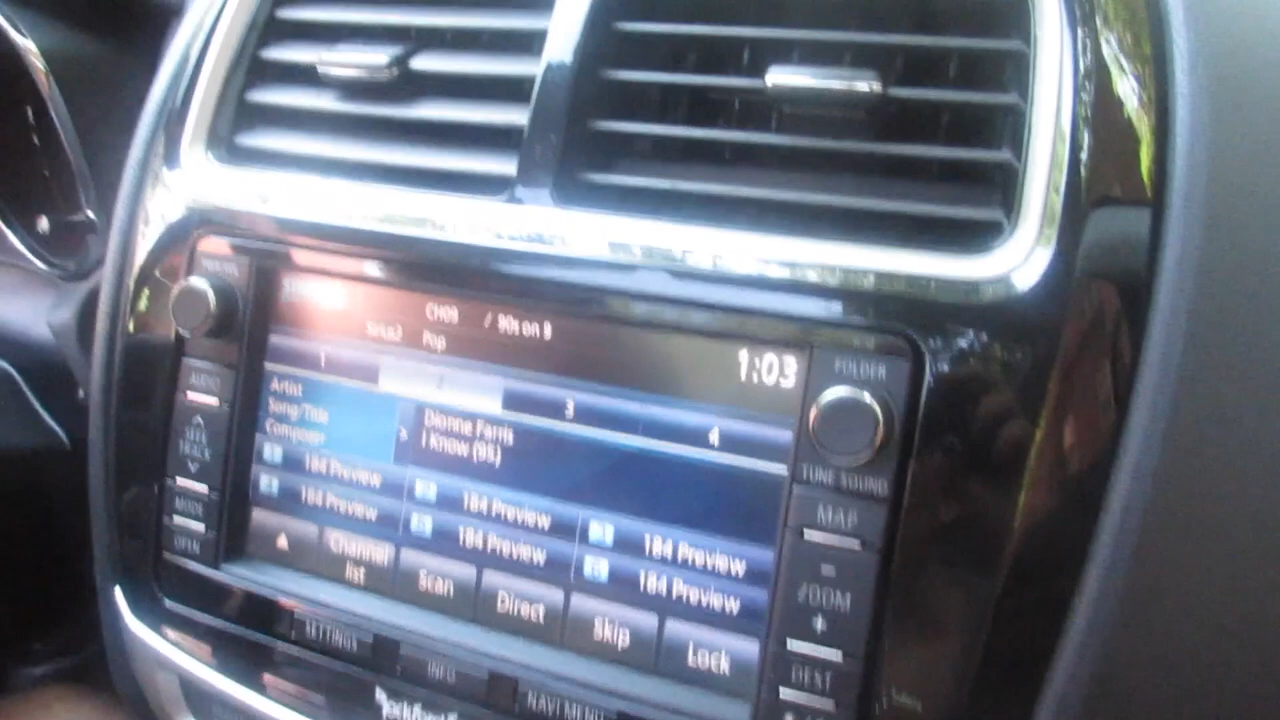 CH09 / 90s on 9
Sirius2 Pop
1:03
1
3
4
Artist
Song/Title
Composer
Dionne Farris
I Know (95)
184 Preview
184 Preview
184 Preview
184 Preview
184 Preview
184 Preview
Channel
list
Scan
Direct
Skip
Lock
AUDIO
SEEK
TRACK
MODE
OPEN
FOLDER
TUNE SOUND
MAP
ZOOM
DEST
SETTINGS
INFO
NAVI MENU